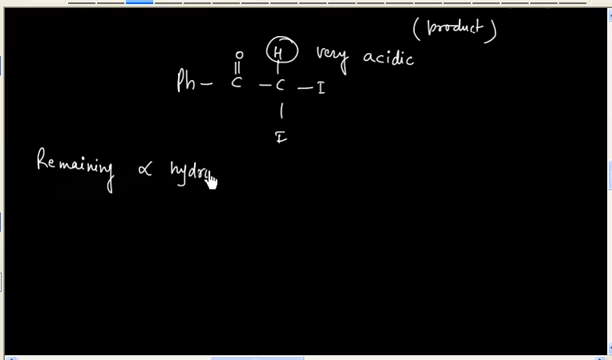 (product)
O H very acidic
Ph – C – C – I
I
Remaining α hydro